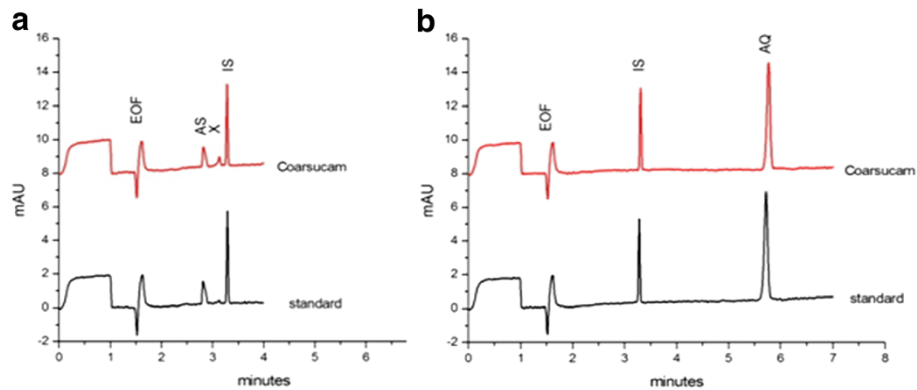 a
16
14
12
10
8
6
4
2
0
-2
mAU
EOF
AS
X
IS
Coarsucam
standard
0 1 2 3 4 5 6
minutes
b
16
14
12
10
8
6
4
2
0
-2
mAU
EOF
IS
AQ
Coarsucam
standard
0 1 2 3 4 5 6 7 8
minutes